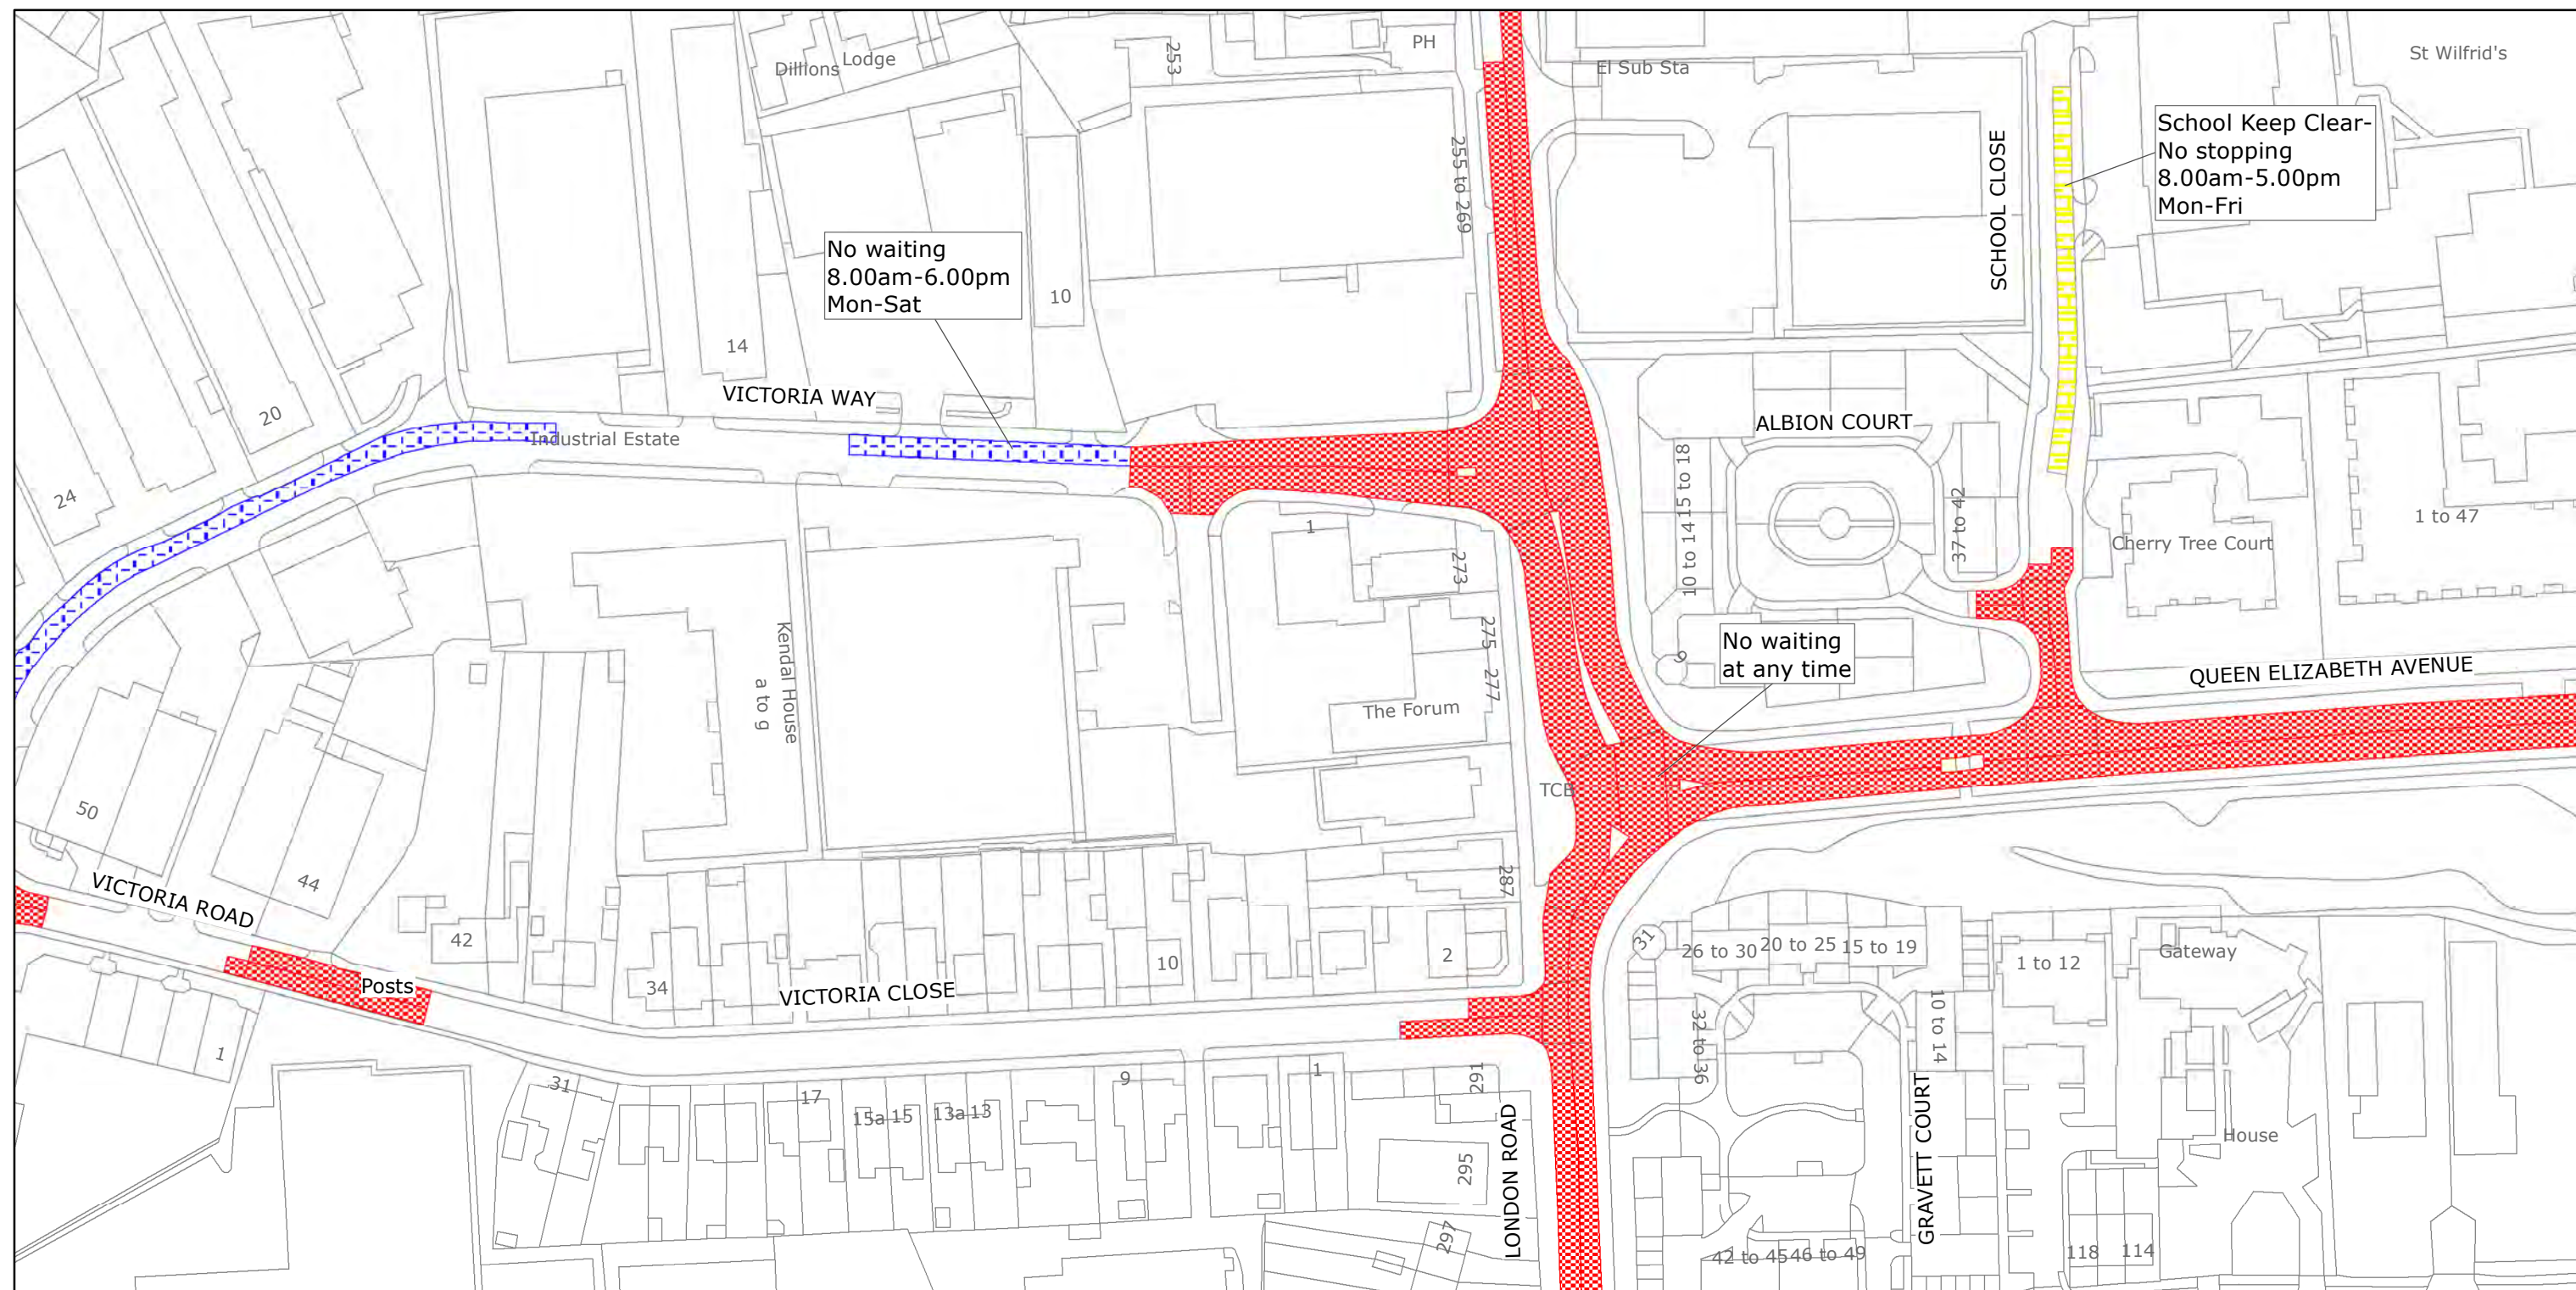 Dillions
Lodge
253
PH
El Sub Sta
St Wilfrid's
School Keep Clear-
No stopping
8.00am-5.00pm
Mon-Fri
SCHOOL CLOSE
255 to 269
No waiting
8.00am-6.00pm
Mon-Sat
10
14
VICTORIA WAY
Industrial Estate
20
24
ALBION COURT
15 to 18
10 to 14
37 to 42
9
1
273
275
277
The Forum
Cherry Tree Court
1 to 47
No waiting
at any time
QUEEN ELIZABETH AVENUE
Kendal House
a to g
TCB
50
44
VICTORIA ROAD
Posts
42
34
VICTORIA CLOSE
10
2
287
31
26 to 30
20 to 25
15 to 19
1 to 12
Gateway
10 to 14
32 to 36
1
31
17
15a 15
13a 13
9
1
291
295
297
LONDON ROAD
GRAVETT COURT
House
42 to 45
46 to 49
118
114